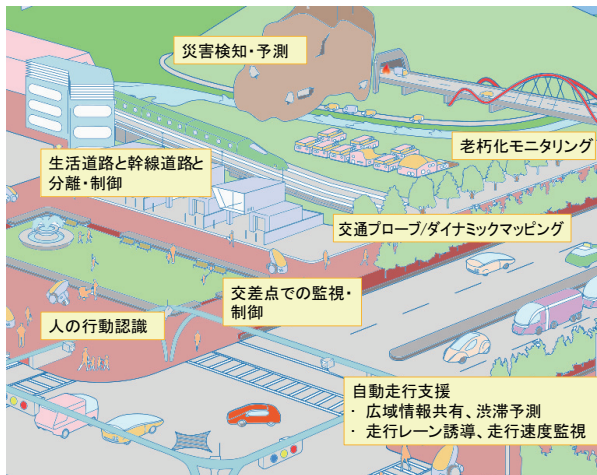 災害検知・予測
老朽化モニタリング
生活道路と幹線道路と
分離・制御
交通プローブ/ダイナミックマッピング
交差点での監視・
制御
人の行動認識
自動走行支援
・ 広域情報共有、渋滞予測
・ 走行レーン誘導、走行速度監視